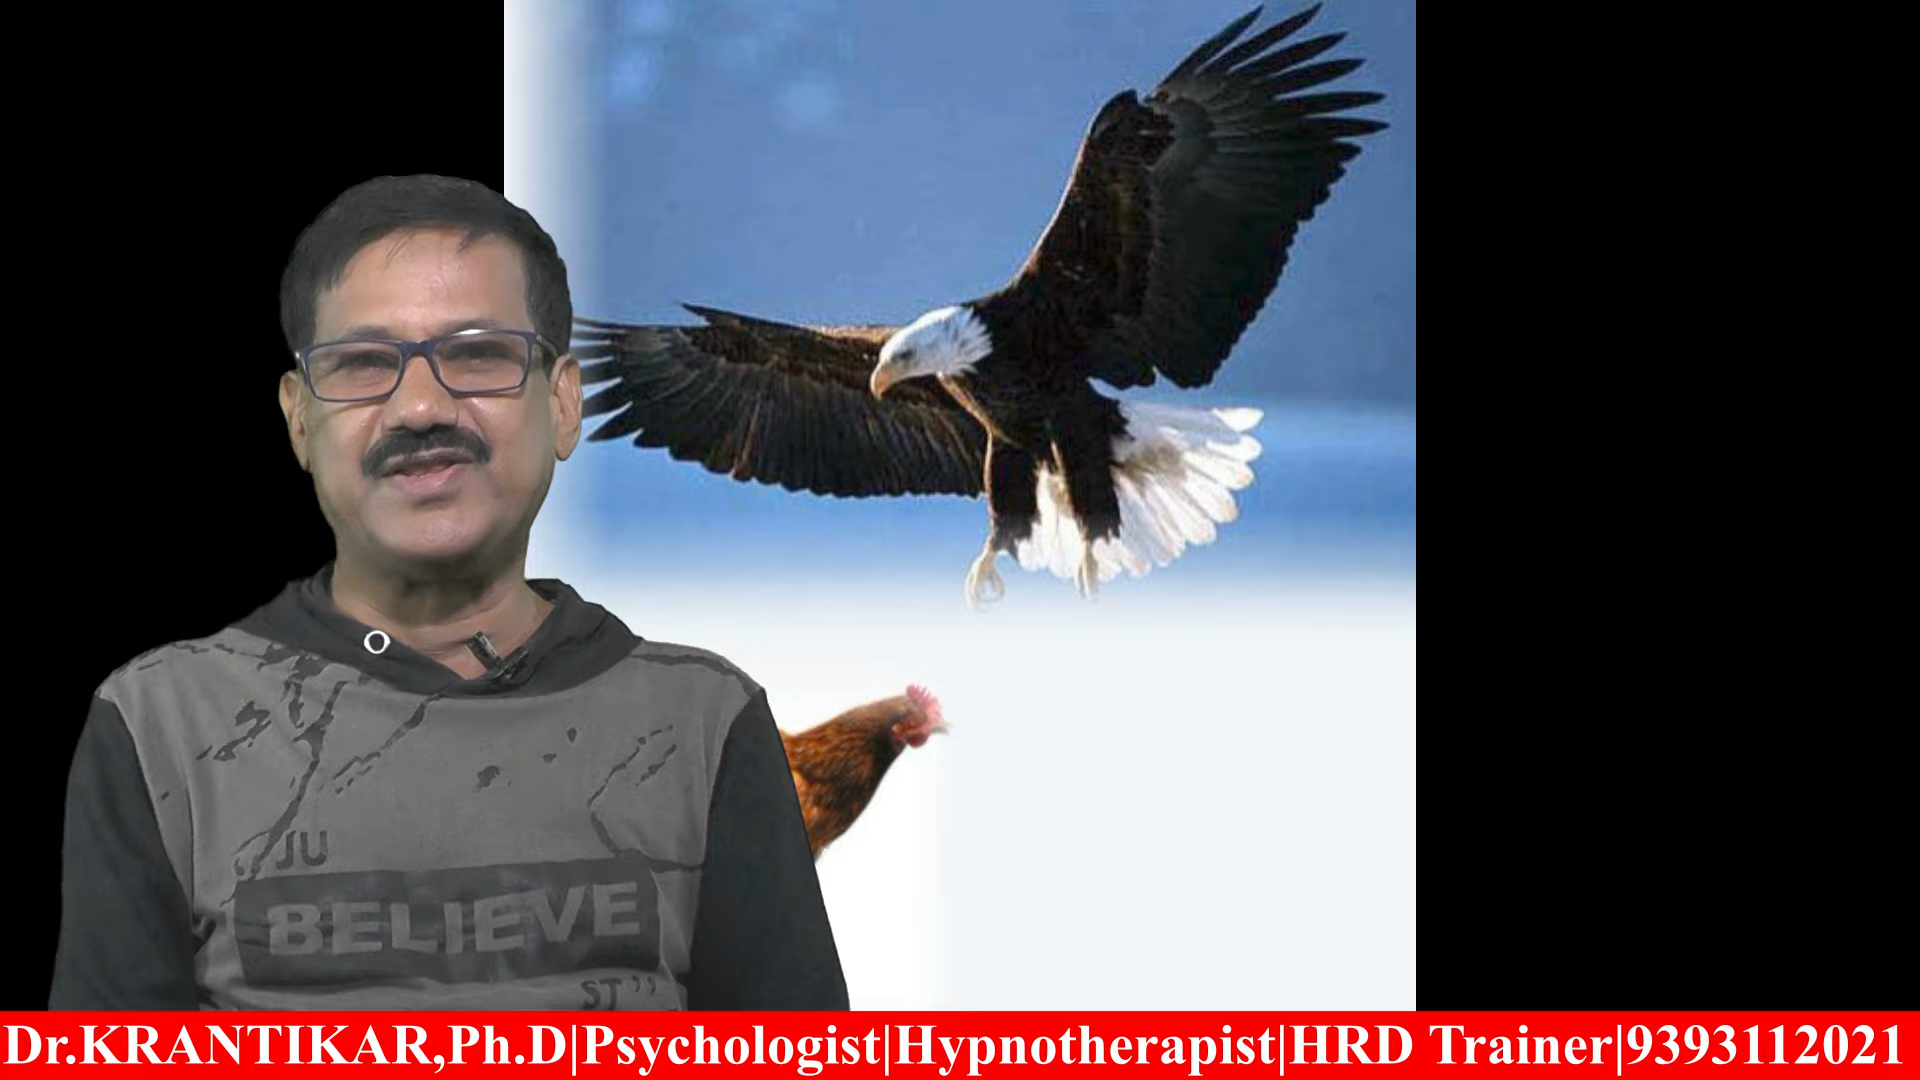 JU
BELIEVE
ST’’
Dr.KRANTIKAR,Ph.D|Psychologist|Hypnotherapist|HRD Trainer|9393112021